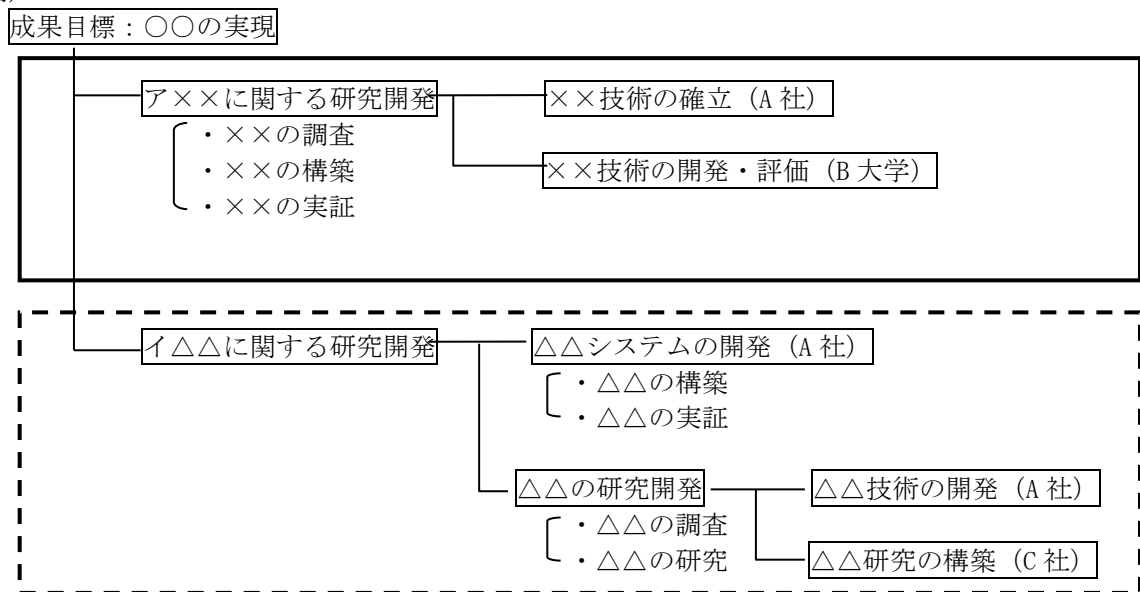 成果目標:○○の実現
ア××に関する研究開発 ××技術の確立(A社)
・××の調査
・××の構築 ××技術の開発・評価(B大学)
・××の実証
イ△△に関する研究開発 △△システムの開発(A社)
・△△の構築
・△△の実証
△△の研究開発 △△技術の開発(A社)
・△△の調査
・△△の研究 △△研究の構築(C社)